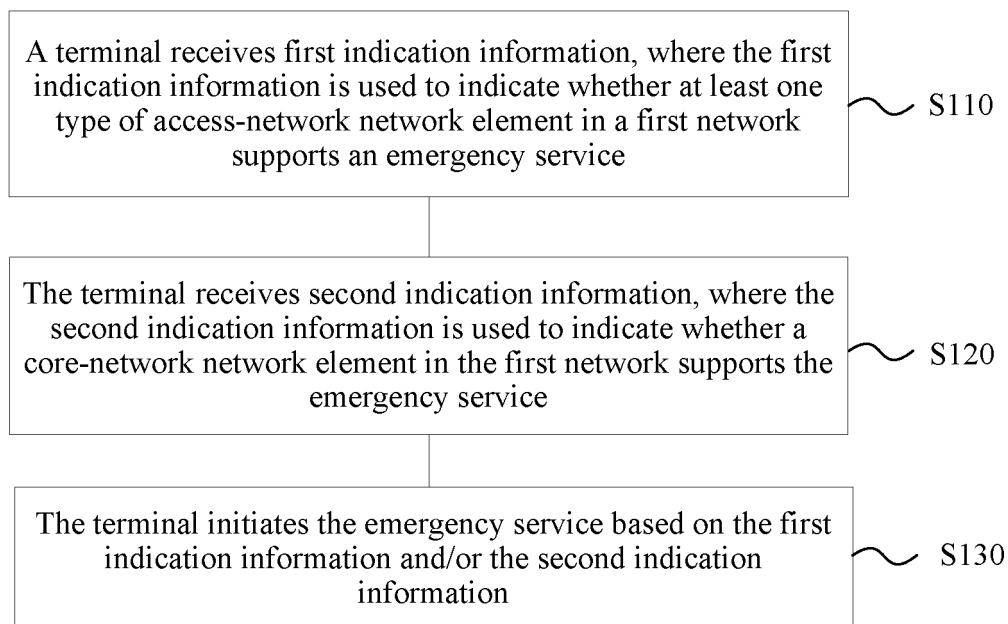 A terminal receives first indication information, where the first
indication information is used to indicate whether at least one
type of access-network network element in a first network
supports an emergency service
S110
The terminal receives second indication information, where the
second indication information is used to indicate whether a
core-network network element in the first network supports the
emergency service
S120
The terminal initiates the emergency service based on the first
indication information and/or the second indication
information
S130